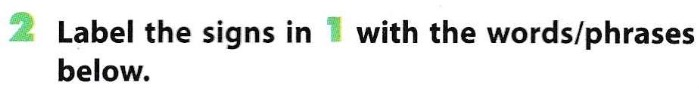 2 Label the signs in 1 with the words/phrases
below.